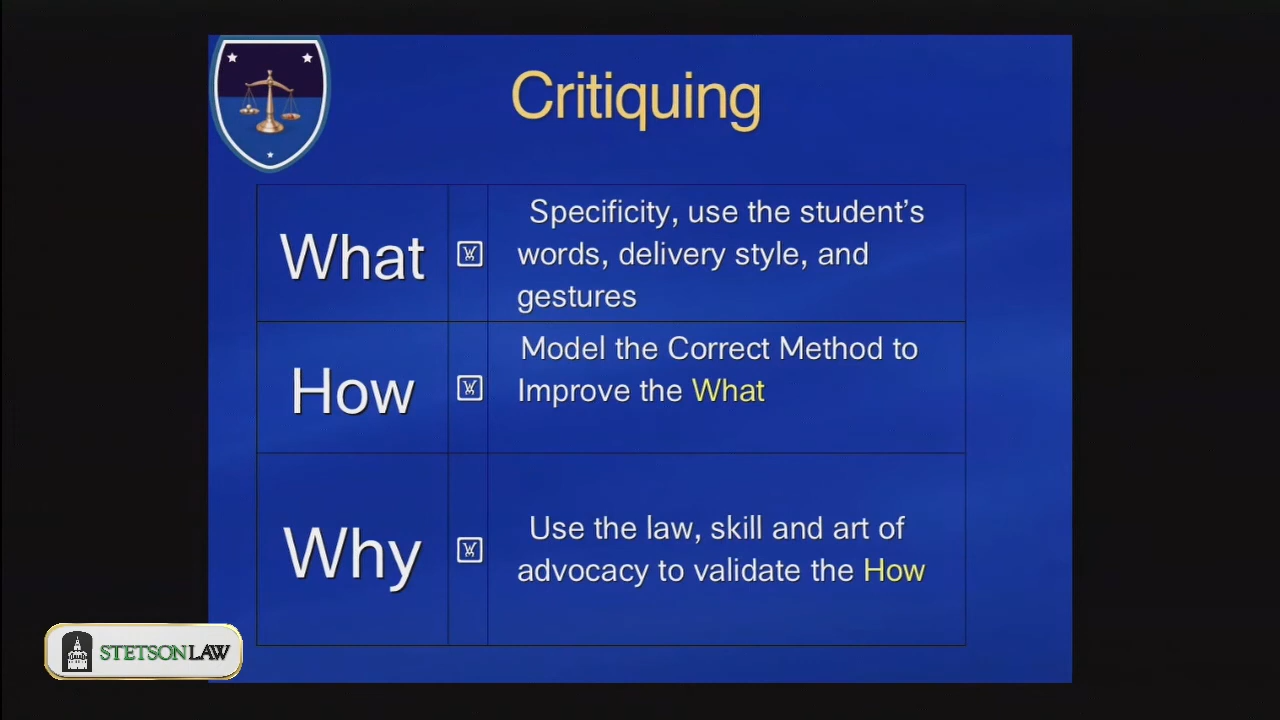 Critiquing
What
Specificity, use the student's
words, delivery style, and
gestures
How
Model the Correct Method to
Improve the What
Why
Use the law, skill and art of
advocacy to validate the How
STETSON LAW